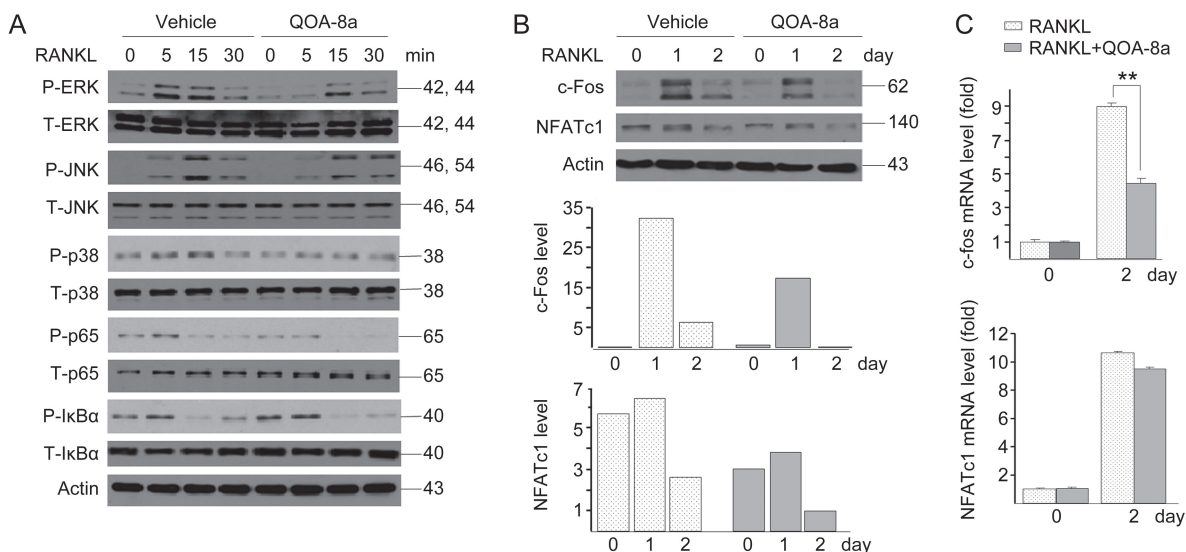 A
Vehicle QOA-8a
RANKL 0 5 15 30 0 5 15 30 min
P-ERK 42, 44
T-ERK 42, 44
P-JNK 46, 54
T-JNK 46, 54
P-p38 38
T-p38 38
P-p65 65
T-p65 65
P-IκBα 40
T-IκBα 40
Actin 43
B
Vehicle QOA-8a
RANKL 0 1 2 0 1 2 day
c-Fos 62
NFATc1 140
Actin 43
c-Fos level
35
25
15
5
0 1 2 0 1 2 day
NFATc1 level
7
5
3
1
0 1 2 0 1 2 day
C
RANKL
RANKL+QOA-8a
c-fos mRNA level (fold)
**
9
7
5
3
1
0 2 day
NFATc1 mRNA level (fold)
12
10
8
6
4
2
0 2 day